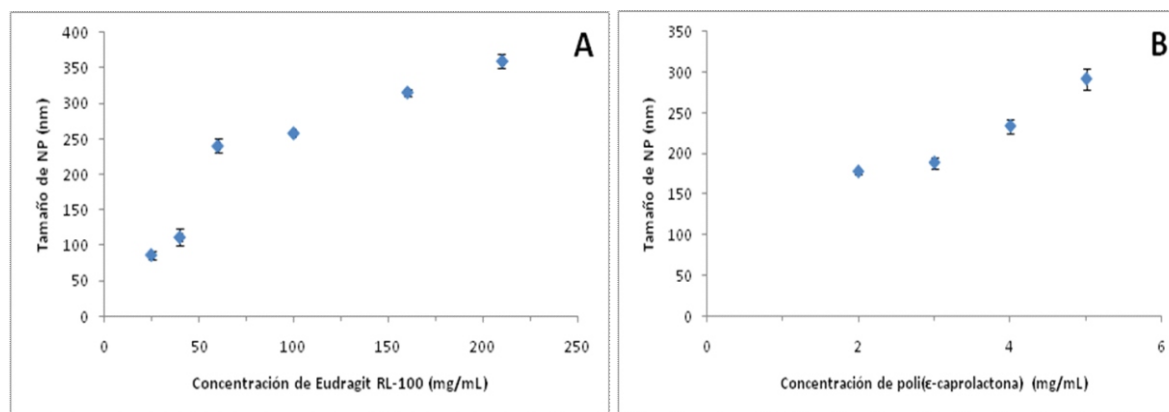 A
Tamaño de NP (nm)
400
350
300
250
200
150
100
50
0
0 50 100 150 200 250
Concentración de Eudragit RL-100 (mg/mL)
B
Tamaño de NP (nm)
350
300
250
200
150
100
50
0
0 2 4 6
Concentración de poli(ε-caprolactona) (mg/mL)